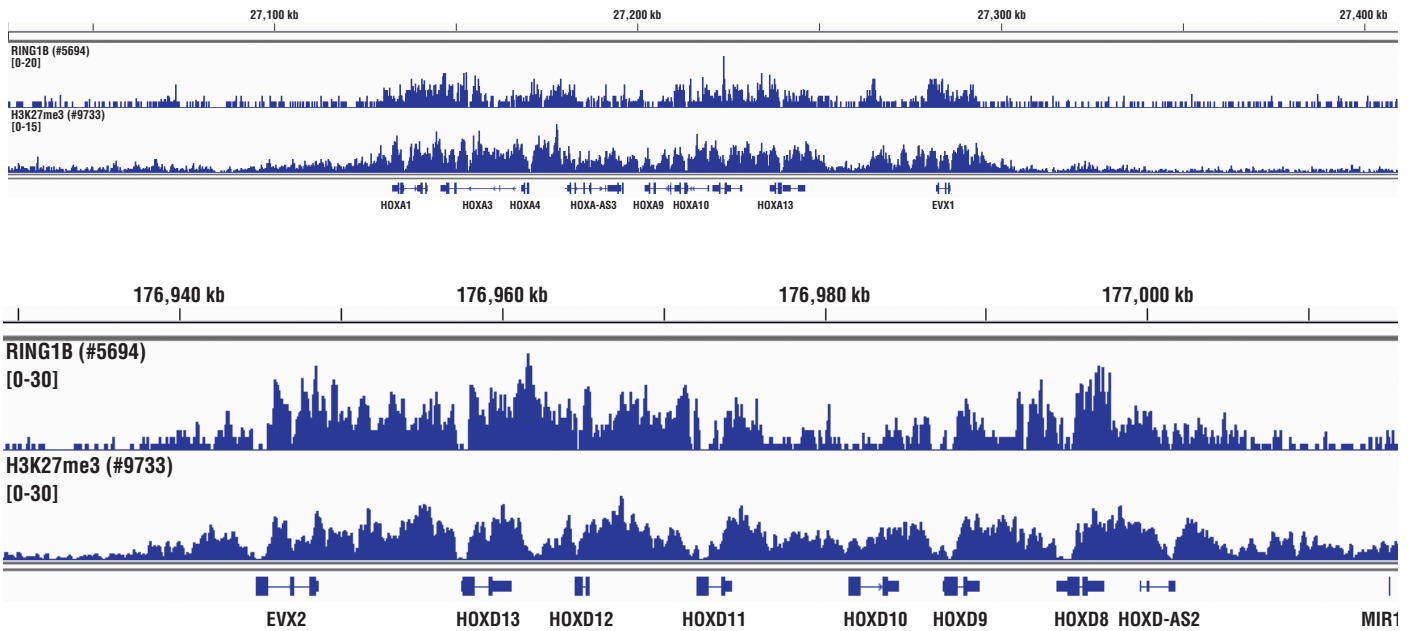 27,100 kb 27,200 kb 27,300 kb 27,400 kb
RING1B (#5694)
[0-20]
H3K27me3 (#9733)
[0-15]
HOXA1 HOXA3 HOXA4 HOXA-AS3 HOXA9 HOXA10 HOXA13 EVX1
176,940 kb 176,960 kb 176,980 kb 177,000 kb
RING1B (#5694)
[0-30]
H3K27me3 (#9733)
[0-30]
EVX2 HOXD13 HOXD12 HOXD11 HOXD10 HOXD9 HOXD8 HOXD-AS2 MIR1